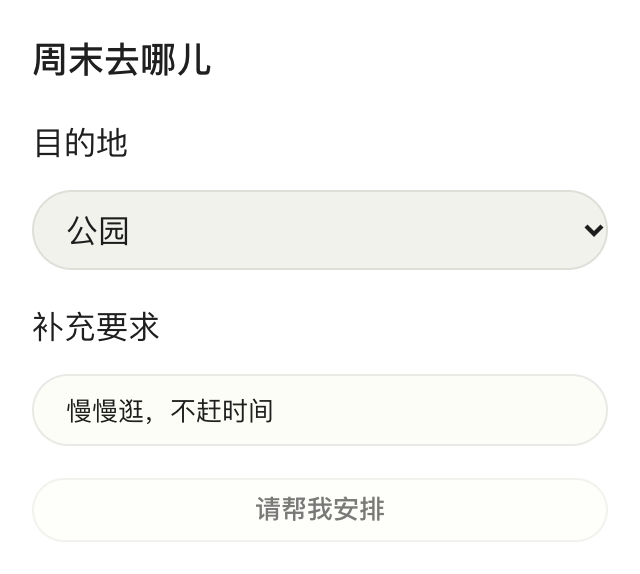 周末去哪儿
目的地
公园
补充要求
慢慢逛，不赶时间
请帮我安排